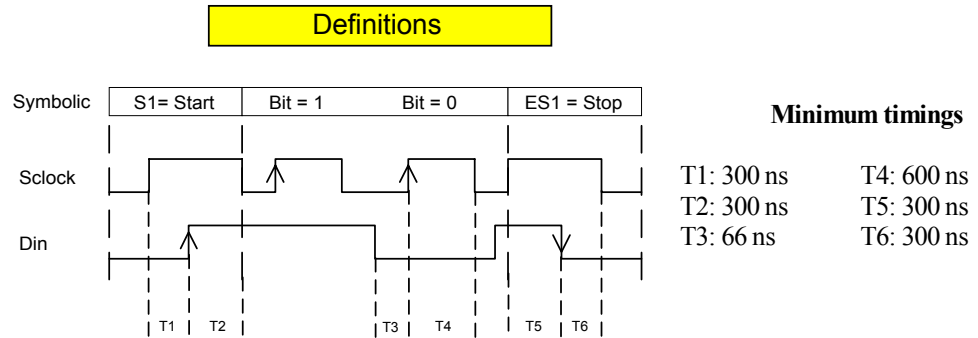 Definitions
Symbolic S1= Start Bit = 1 Bit = 0 ES1 = Stop
Minimum timings
Sclock
T1: 300 ns T4: 600 ns
T2: 300 ns T5: 300 ns
T3: 66 ns T6: 300 ns
Din
T1 T2 T3 T4 T5 T6